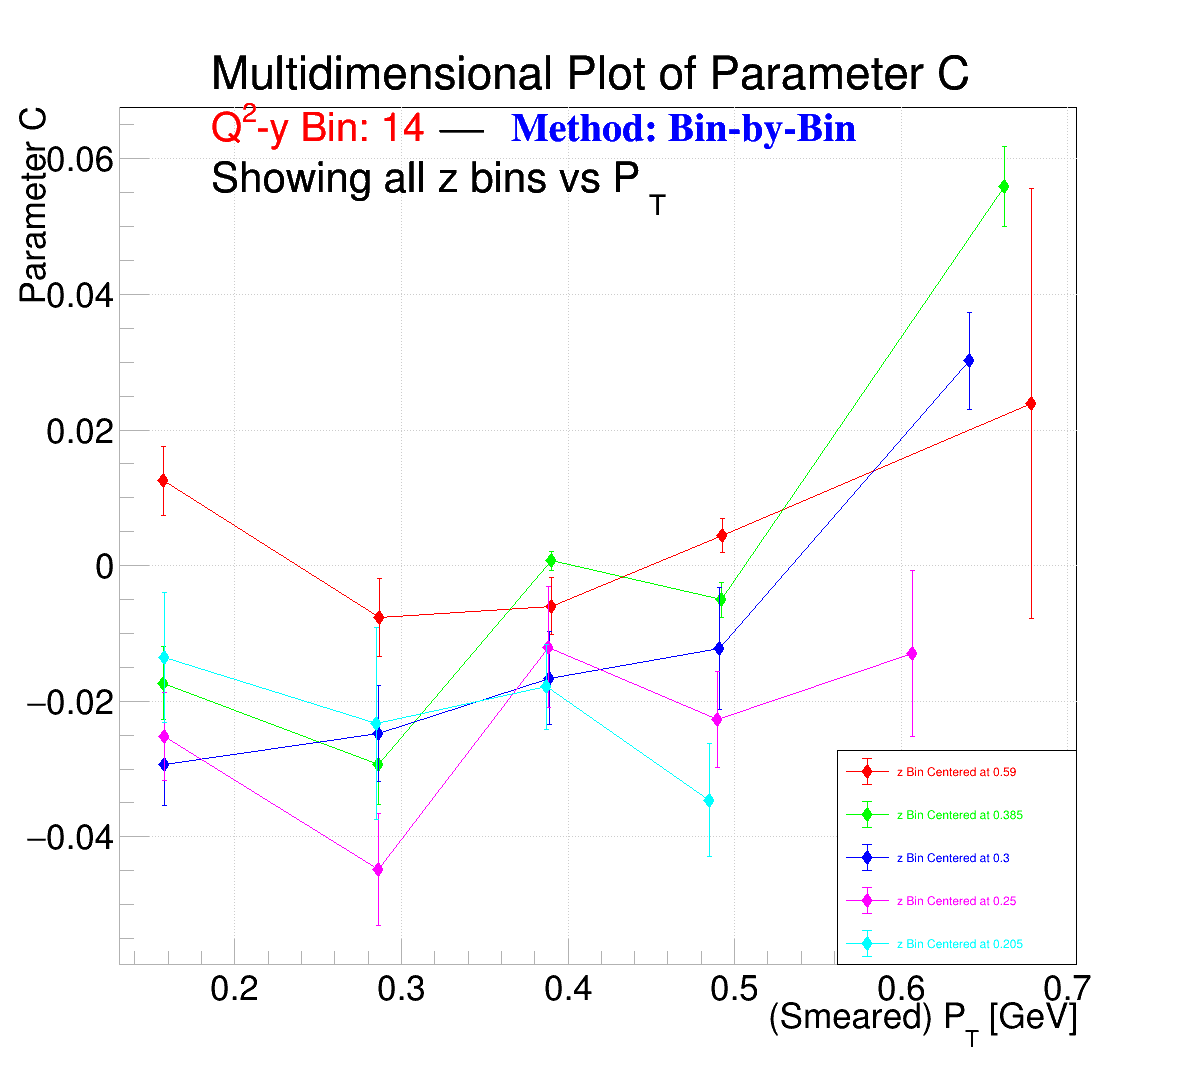 Multidimensional Plot of Parameter C
Q2-y Bin: 14 — Method: Bin-by-Bin
Showing all z bins vs PT
Parameter C
0.06
0.04
0.02
0
−0.02
−0.04
z Bin Centered at 0.59
z Bin Centered at 0.385
z Bin Centered at 0.3
z Bin Centered at 0.25
z Bin Centered at 0.205
0.2 0.3 0.4 0.5 0.6 0.7
(Smeared) PT [GeV]